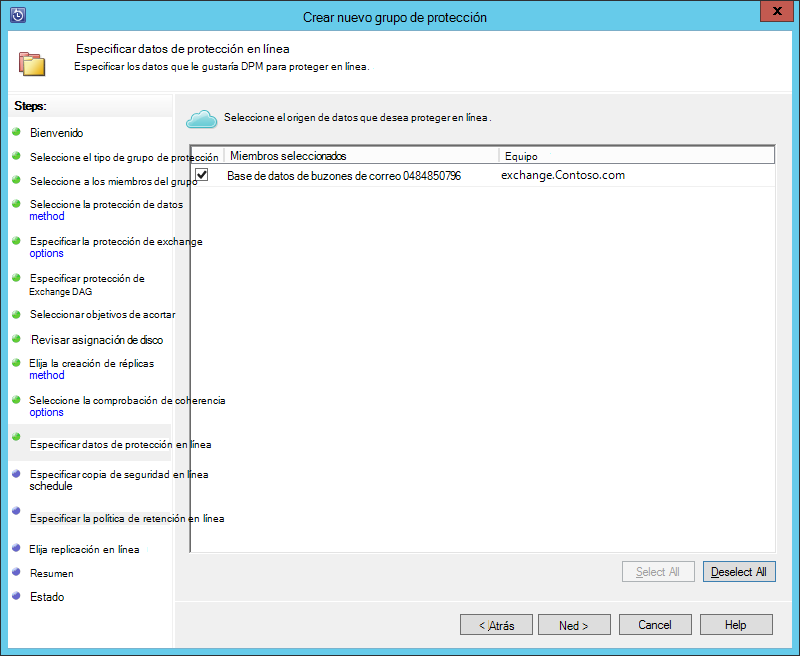 Crear nuevo grupo de protección
x
Especificar datos de protección en línea
Especificar los datos que le gustaría DPM para proteger en línea.
Steps:
Bienvenido
Seleccione el tipo de grupo de protección
Seleccione a los miembros del grupo
Seleccione la protección de datos
method
Especificar la protección de exchange
options
Especificar protección de
Exchange DAG
Seleccionar objetivos de acortar
Revisar asignación de disco
Elija la creación de réplicas
method
Seleccione la comprobación de coherencia
options
Especificar datos de protección en línea
Especificar copia de seguridad en línea
schedule
Especificar la política de retención en línea
Elija replicación en línea
Resumen
Estado
Seleccione el origen de datos que desea proteger en línea .
Miembros seleccionados Equipo
Base de datos de buzones de correo 0484850796 exchange.Contoso.com
Select All Deselect All
< Atrás Ned > Cancel Help